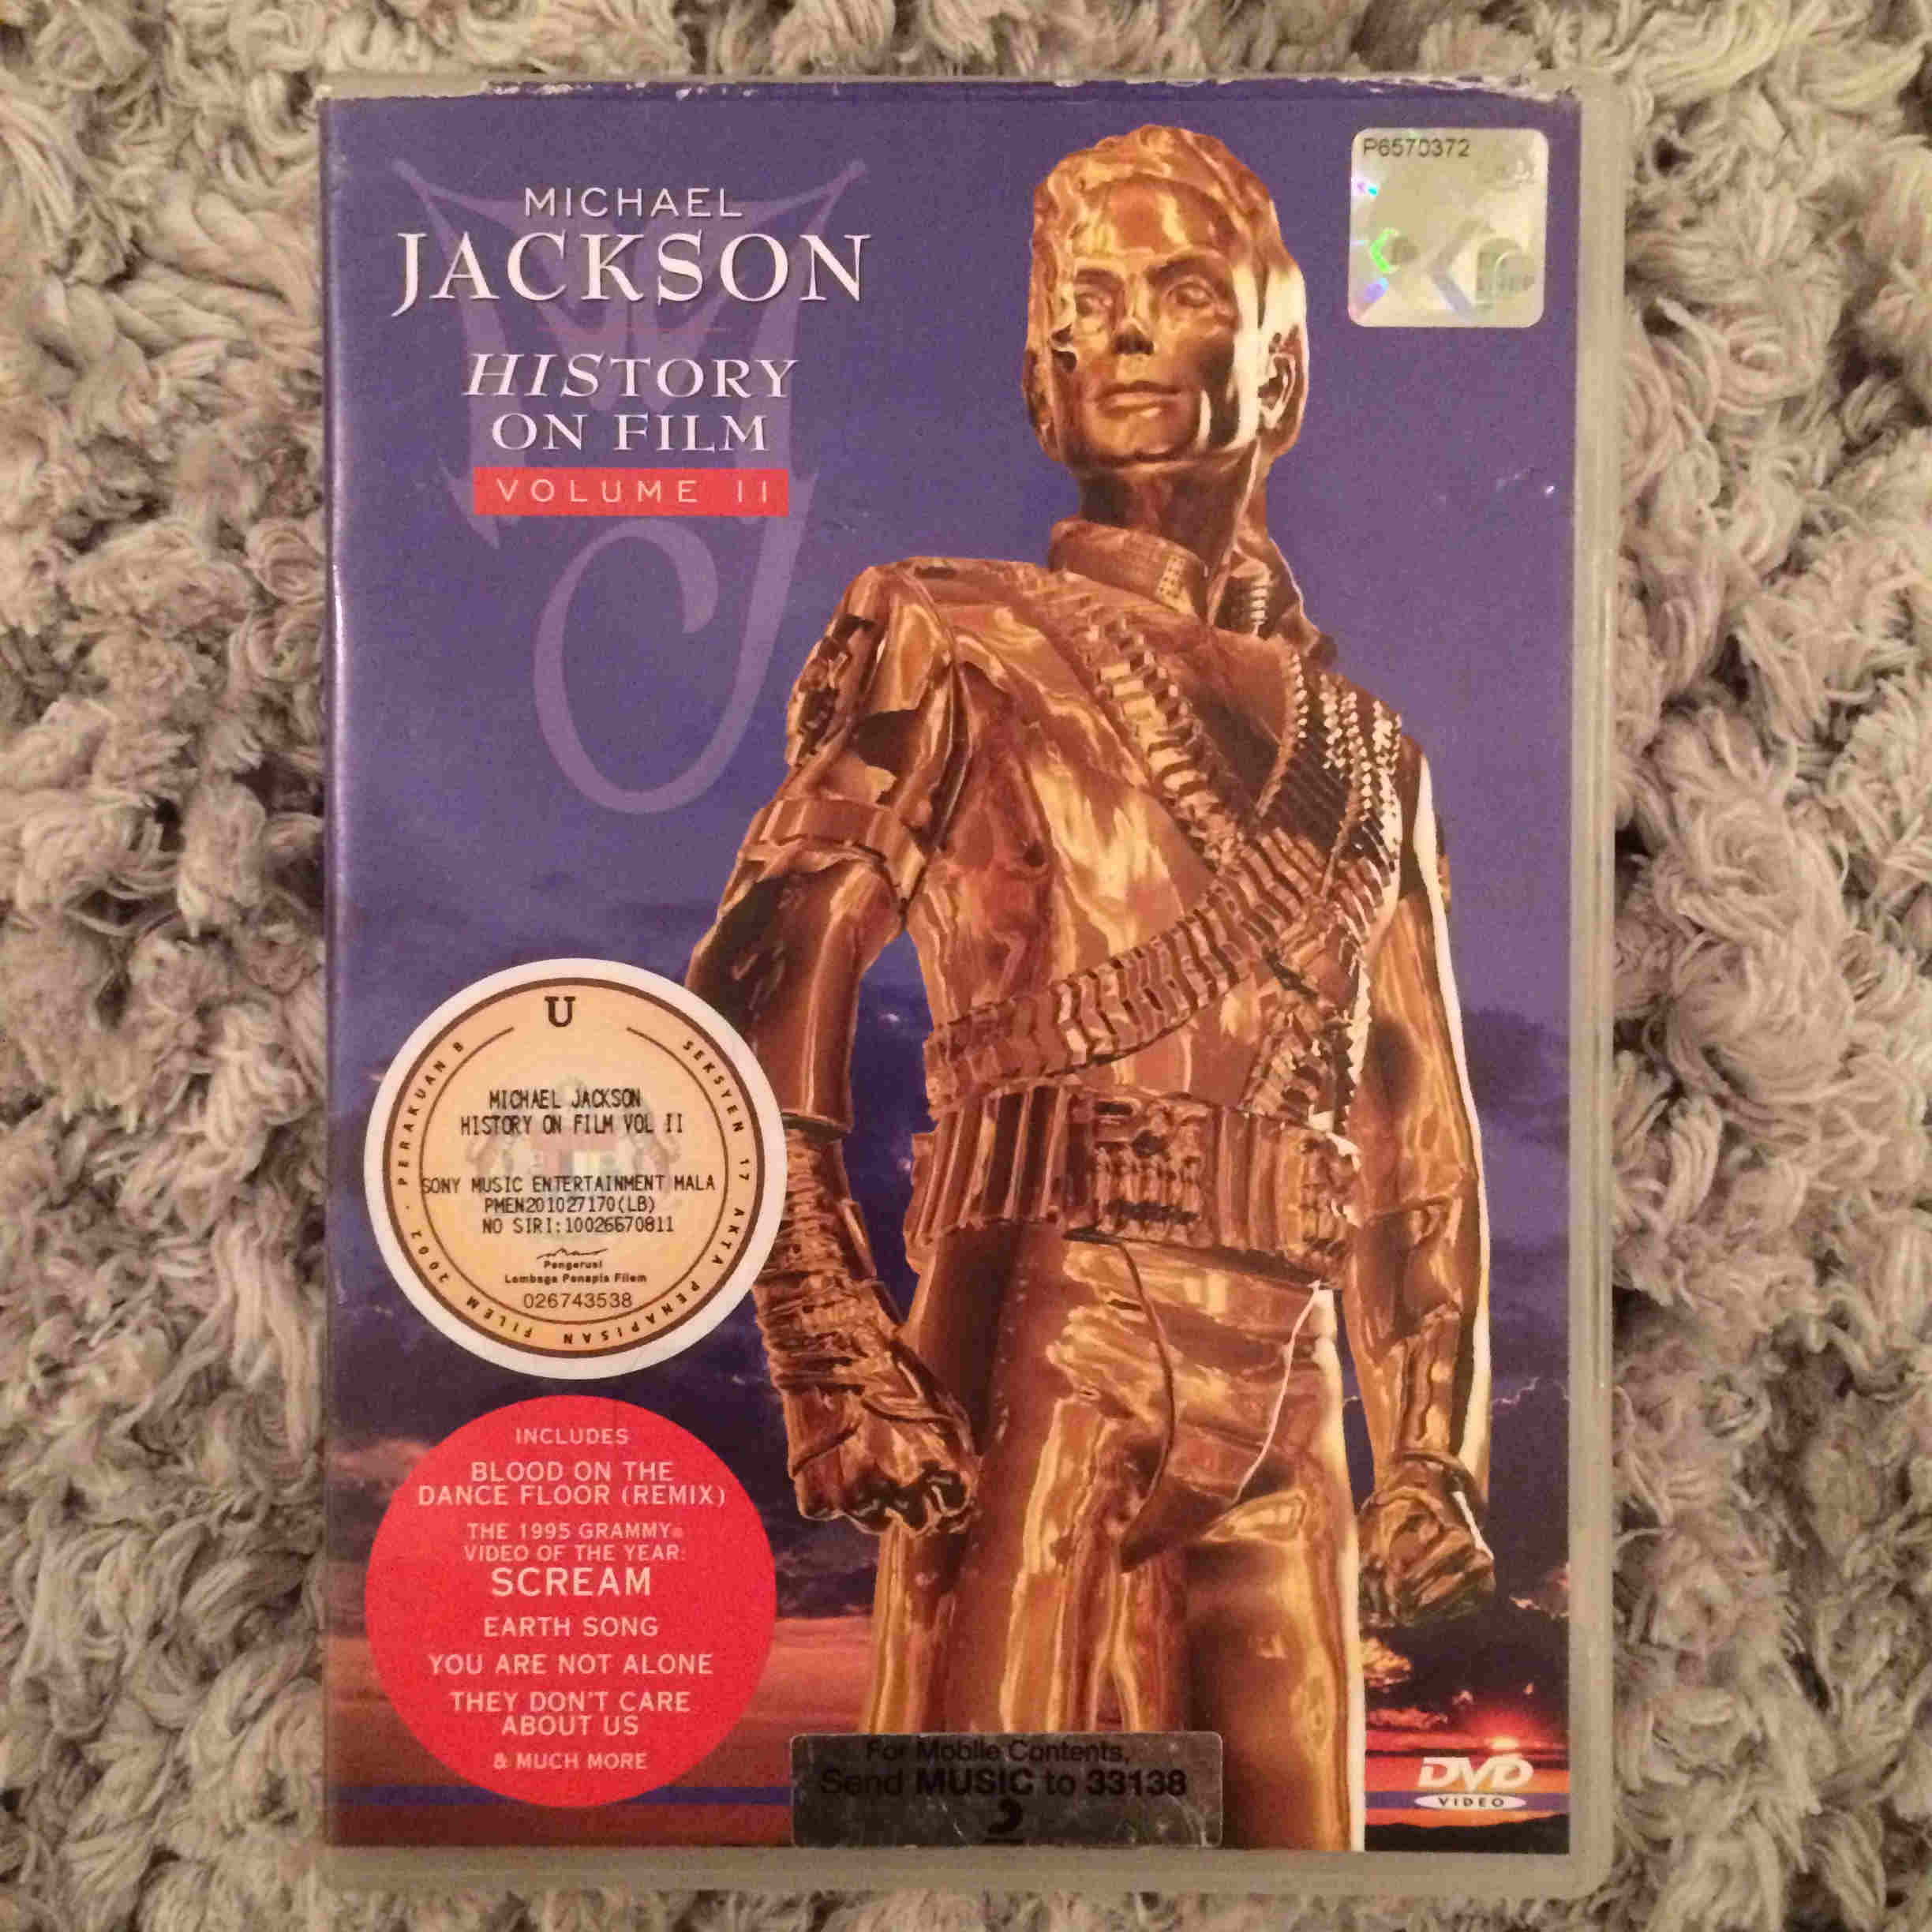 MICHAEL
JACKSON
HISTORY
ON FILM
VOLUME II
P6570372
U
PERAKUAN B
SEKSYEN 17 AKTA PENAPISAN FILEM 2002
MICHAEL JACKSON
HISTORY ON FILM VOL II
SONY MUSIC ENTERTAINMENT MALA
PMEN201027170(LB)
NO SIRI:10026670811
Pengerusi
Lembaga Penapis Filem
026743538
INCLUDES
BLOOD ON THE
DANCE FLOOR (REMIX)
THE 1995 GRAMMY®
VIDEO OF THE YEAR:
SCREAM
EARTH SONG
YOU ARE NOT ALONE
THEY DON'T CARE
ABOUT US
& MUCH MORE
For Mobile Contents,
Send MUSIC to 33138
DVD
VIDEO